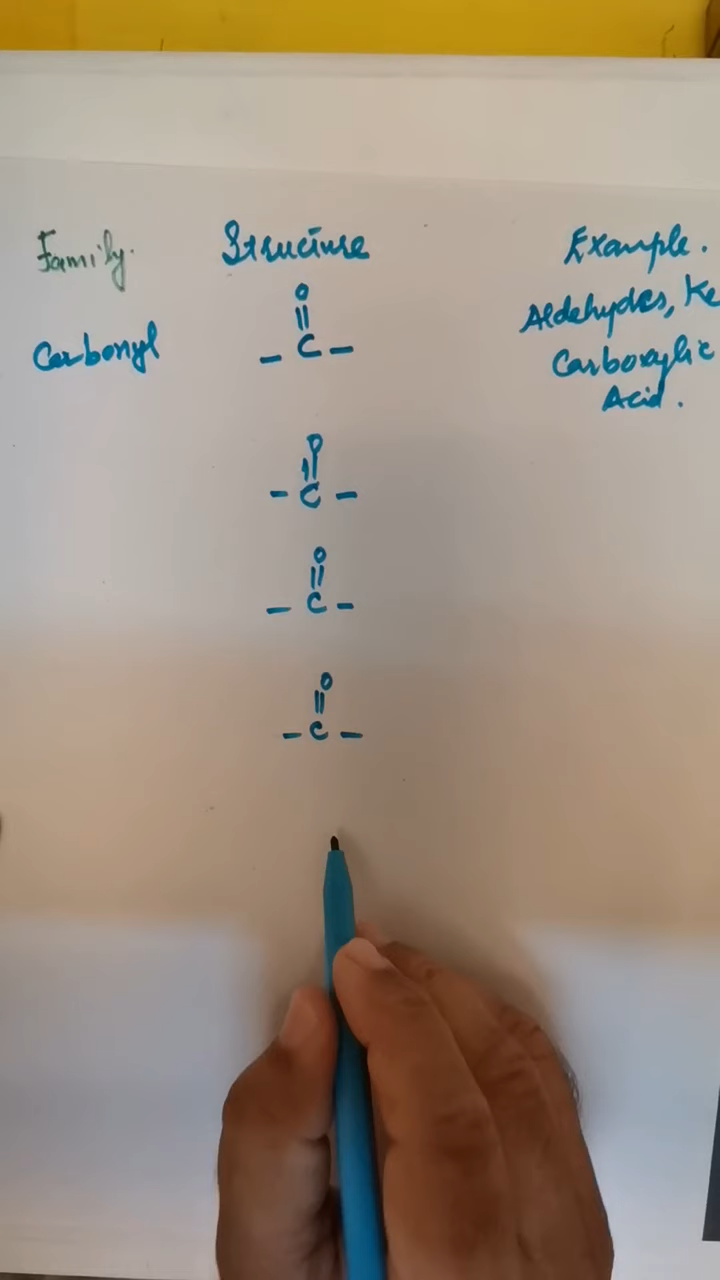 Family. Structure Example.
O Aldehydes, Ke
||
Carbonyl – C – Carboxylic
Acid.
O
||
– C –
O
||
– C –
O
||
– C –